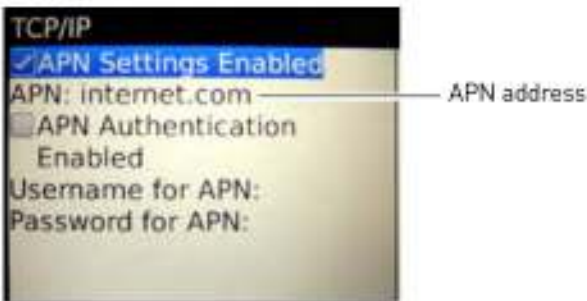 TCP/IP
APN Settings Enabled
APN: internet.com
APN address
APN Authentication
Enabled
Username for APN:
Password for APN: